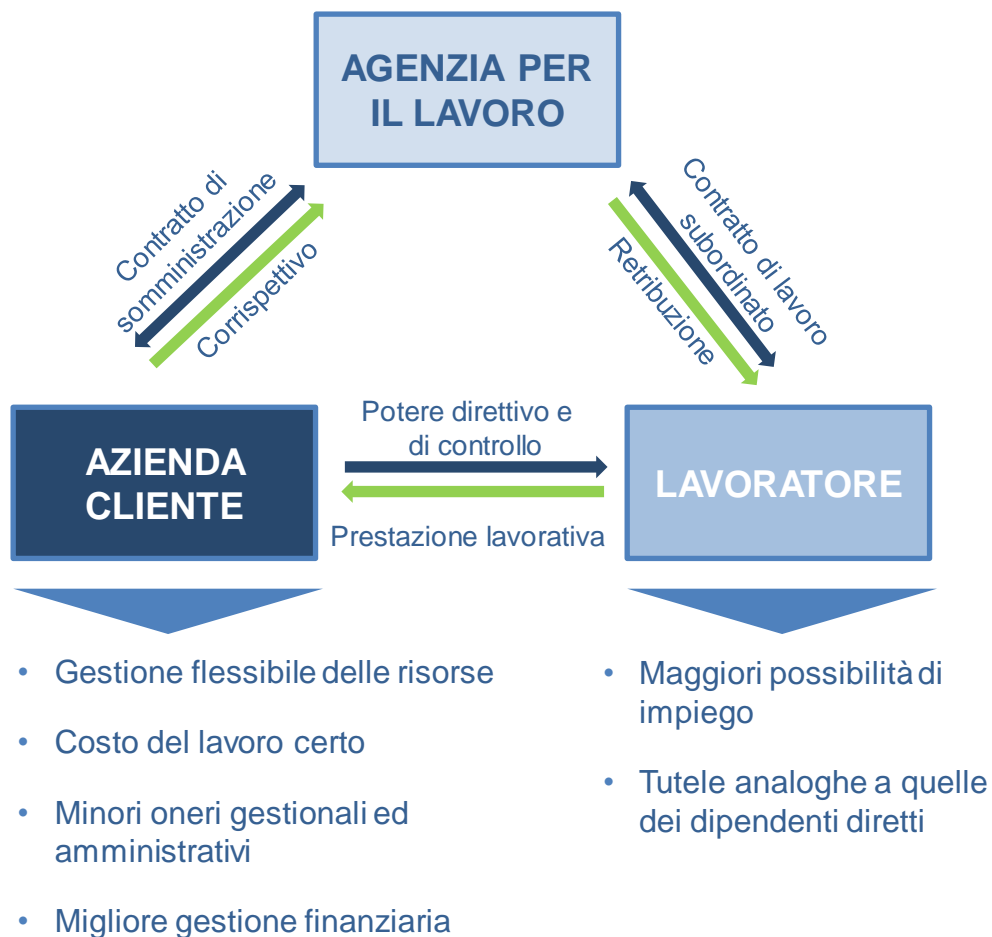 AGENZIA PER
IL LAVORO
Contratto di
somministrazione
Corrispettivo
Contratto di lavoro
subordinato
Retribuzione
Potere direttivo e
di controllo
Prestazione lavorativa
AZIENDA
CLIENTE
LAVORATORE
• Gestione flessibile delle risorse
• Costo del lavoro certo
• Minori oneri gestionali ed
amministrativi
• Migliore gestione finanziaria
• Maggiori possibilità di
impiego
• Tutele analoghe a quelle
dei dipendenti diretti